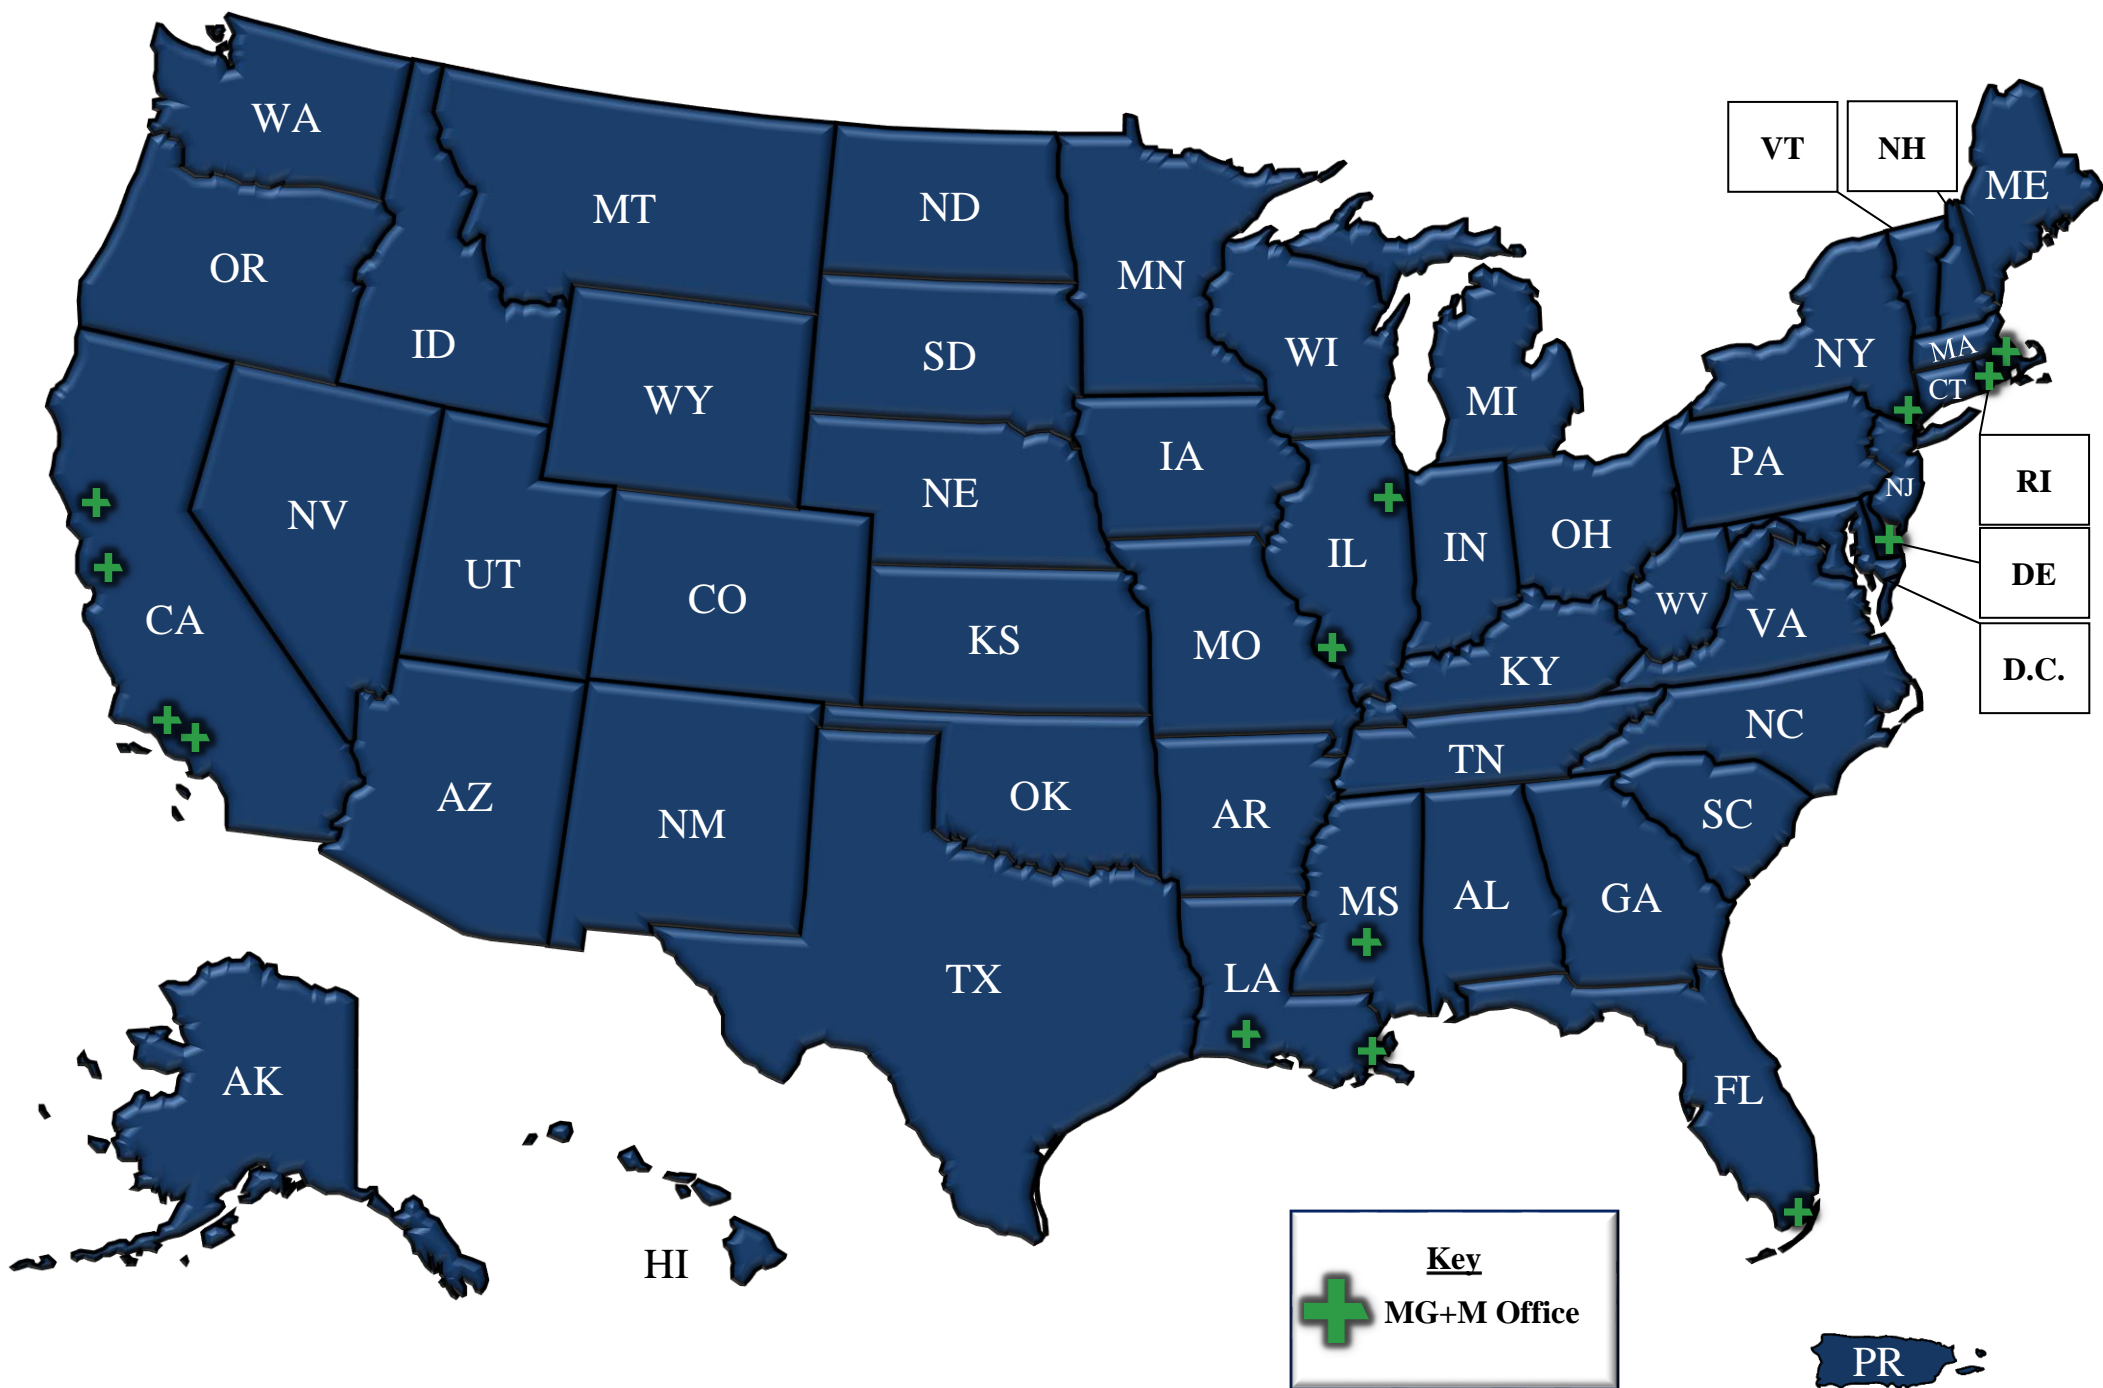 WA
VT
NH
ME
MT
ND
OR
MN
ID
SD
WI
NY
MA
WY
MI
CT
IA
PA
RI
NE
NJ
NV
IL
IN
OH
UT
CO
DE
WV
VA
CA
KS
MO
KY
D.C.
NC
TN
AZ
OK
NM
AR
SC
MS
AL
GA
TX
LA
AK
FL
HI
Key
MG+M Office
PR